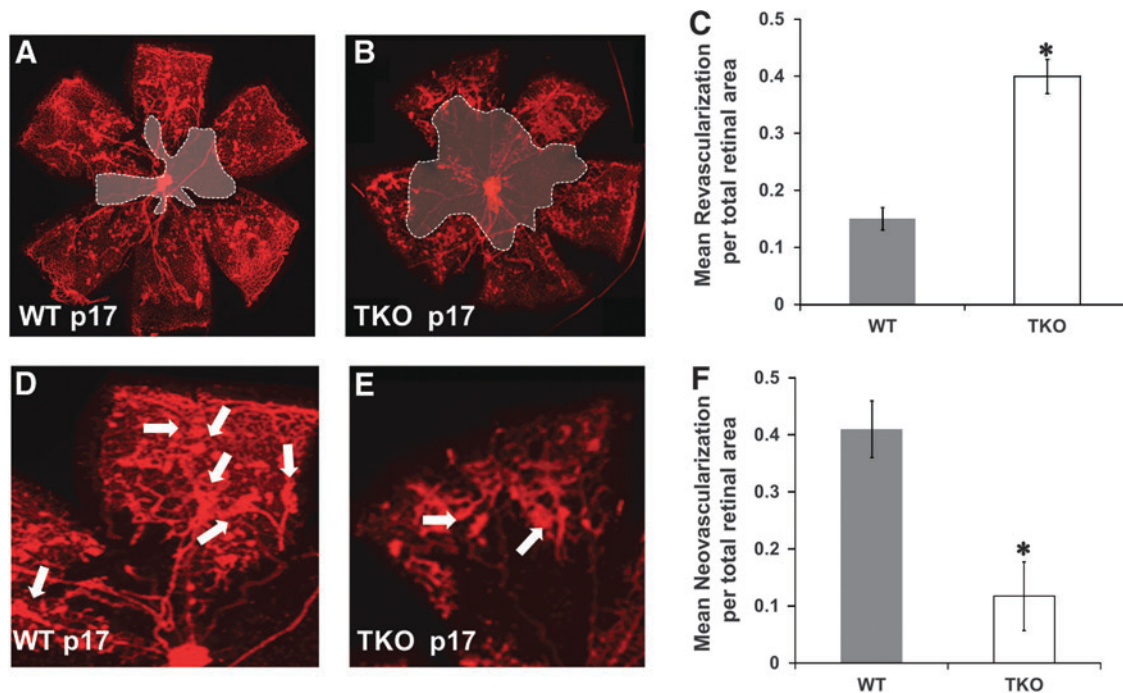 A
WT p17
B
TKO p17
C
Mean Revascularization
per total retinal area
0.5
0.4
0.3
0.2
0.1
0
*
WT
TKO
D
WT p17
E
TKO p17
F
Mean Neovascularization
per total retinal area
0.5
0.4
0.3
0.2
0.1
0
*
WT
TKO